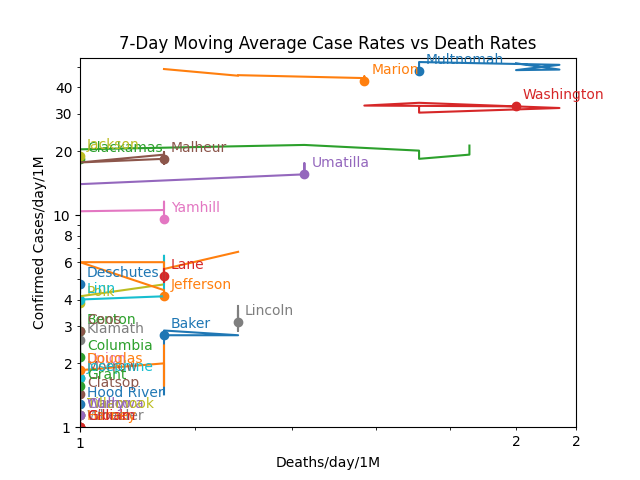 7-Day Moving Average Case Rates vs Death Rates
Multnomah
Marion
Washington
Jackson
Clackamas
Malheur
Umatilla
Yamhill
Lane
Deschutes
Jefferson
Linn
Polk
Lincoln
Baker
Benton
Klamath
Columbia
Douglas
Grant
Clatsop
Hood River
Gilliam
40
30
20
10
8
6
4
3
2
1
Confirmed Cases/day/1M
1
2
2
Deaths/day/1M